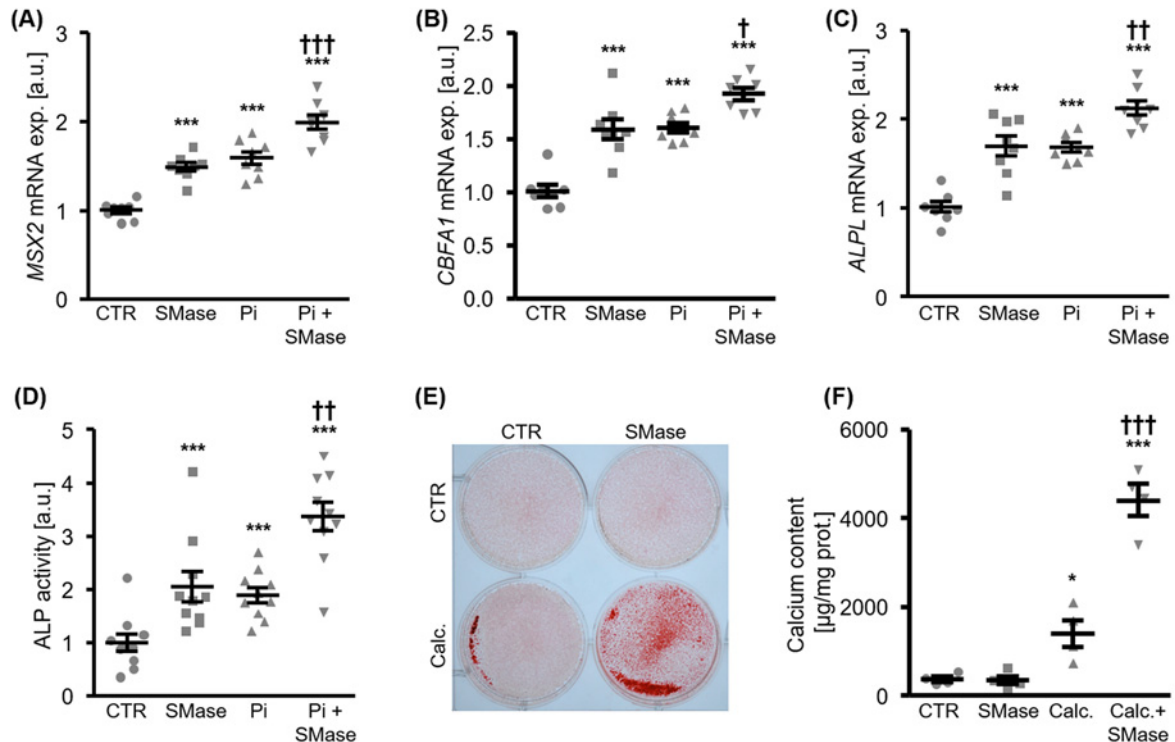 (A)
MSX2 mRNA exp. [a.u.]
3
2
1
0
***
***
†††
***
CTR
SMase
Pi
Pi +
SMase
(B)
CBFA1 mRNA exp. [a.u.]
2.5
2.0
1.5
1.0
0.5
0.0
***
***
†
***
CTR
SMase
Pi
Pi +
SMase
(C)
ALPL mRNA exp. [a.u.]
3
2
1
0
***
***
††
***
CTR
SMase
Pi
Pi +
SMase
(D)
ALP activity [a.u.]
5
4
3
2
1
0
***
***
††
***
CTR
SMase
Pi
Pi +
SMase
(E)
CTR
SMase
CTR
Calc.
(F)
Calcium content
[µg/mg prot.]
6000
4000
2000
0
*
†††
***
CTR
SMase
Calc.
Calc.+
SMase